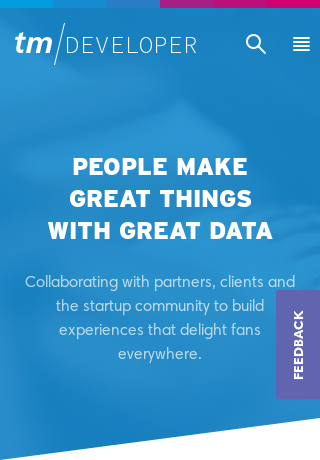 tm/DEVELOPER
PEOPLE MAKE
GREAT THINGS
WITH GREAT DATA
Collaborating with partners, clients and
the startup community to build
experiences that delight fans
everywhere.
FEEDBACK